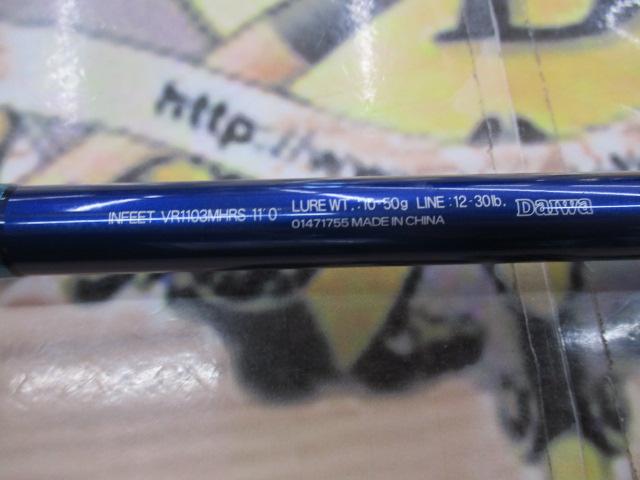 http://w
INFEET VR1103MHRS 11'0" LURE WT.:10-50g LINE:12-30lb. Daiwa
01471755 MADE IN CHINA